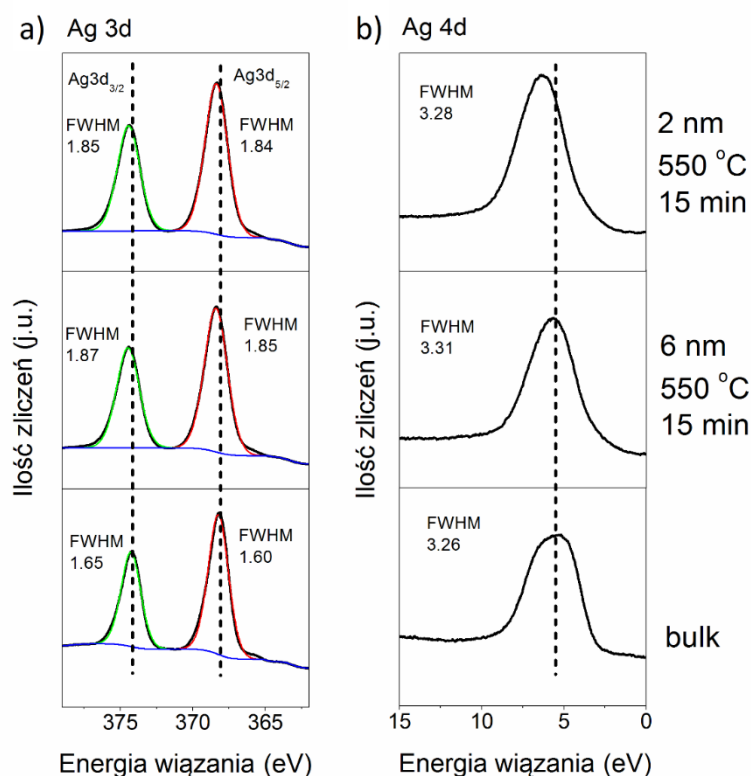 a) Ag 3d
Ag3d3/2
Ag3d5/2
FWHM
1.85
FWHM
1.84
FWHM
1.87
FWHM
1.85
FWHM
1.65
FWHM
1.60
Ilość zliczeń (j.u.)
375 370 365
Energia wiązania (eV)
b) Ag 4d
FWHM
3.28
FWHM
3.31
FWHM
3.26
Ilość zliczeń (j.u.)
15 10 5 0
Energia wiązania (eV)
2 nm
550 °C
15 min
6 nm
550 °C
15 min
bulk